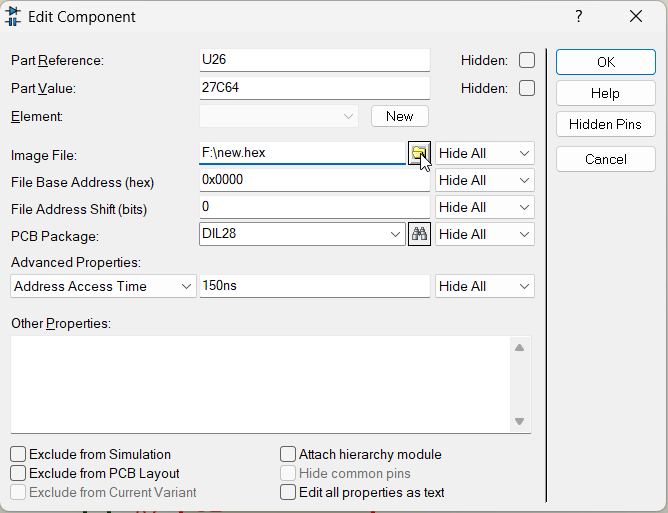 Edit Component ?
Part Reference: U26 Hidden:
Part Value: 27C64 Hidden:
Element: New
Image File: F:\new.hex Hide All
File Base Address (hex) 0x0000 Hide All
File Address Shift (bits) 0 Hide All
PCB Package: DIL28 Hide All
Advanced Properties:
Address Access Time 150ns Hide All
Other Properties:
Exclude from Simulation Attach hierarchy module
Exclude from PCB Layout Hide common pins
Exclude from Current Variant Edit all properties as text
OK
Help
Hidden Pins
Cancel